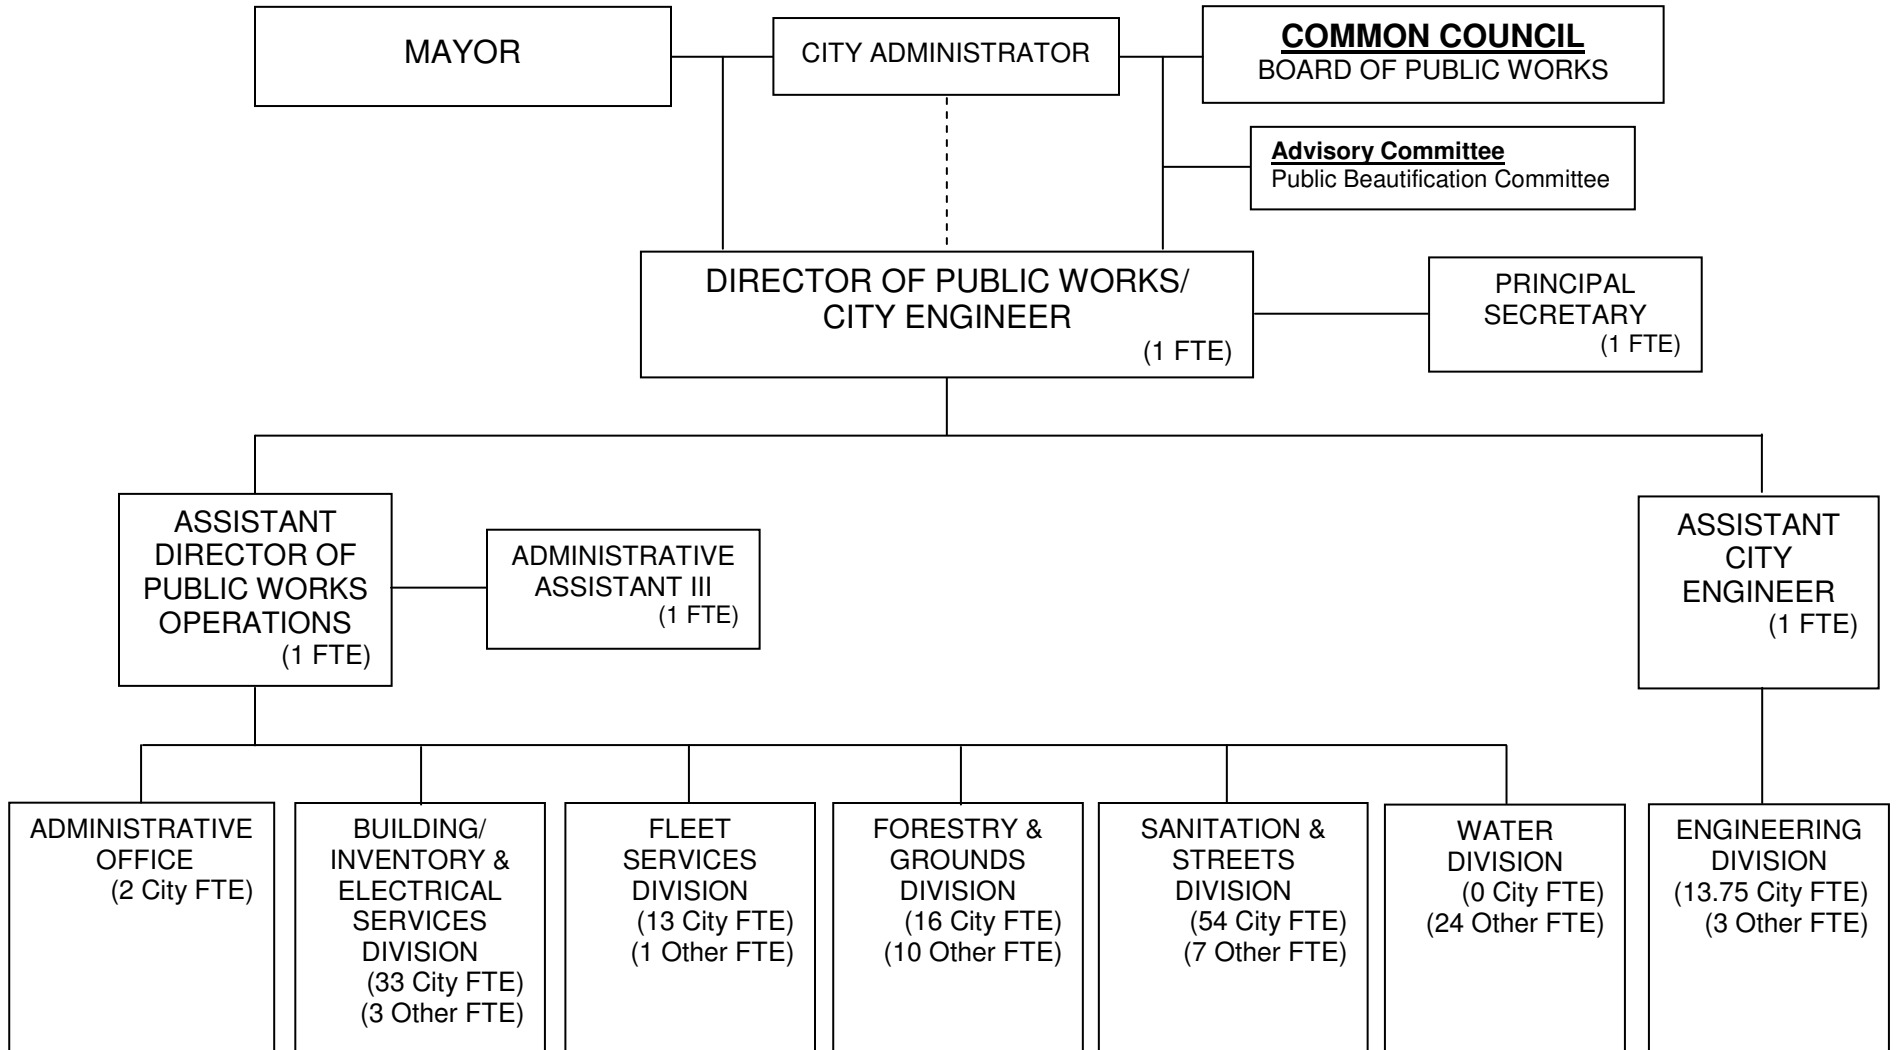 MAYOR
CITY ADMINISTRATOR
COMMON COUNCIL
BOARD OF PUBLIC WORKS
Advisory Committee
Public Beautification Committee
DIRECTOR OF PUBLIC WORKS/
CITY ENGINEER
(1 FTE)
PRINCIPAL
SECRETARY
(1 FTE)
ASSISTANT
DIRECTOR OF
PUBLIC WORKS
OPERATIONS
(1 FTE)
ADMINISTRATIVE
ASSISTANT III
(1 FTE)
ASSISTANT
CITY
ENGINEER
(1 FTE)
ADMINISTRATIVE
OFFICE
(2 City FTE)
BUILDING/
INVENTORY &
ELECTRICAL
SERVICES
DIVISION
(33 City FTE)
(3 Other FTE)
FLEET
SERVICES
DIVISION
(13 City FTE)
(1 Other FTE)
FORESTRY &
GROUNDS
DIVISION
(16 City FTE)
(10 Other FTE)
SANITATION &
STREETS
DIVISION
(54 City FTE)
(7 Other FTE)
WATER
DIVISION
(0 City FTE)
(24 Other FTE)
ENGINEERING
DIVISION
(13.75 City FTE)
(3 Other FTE)